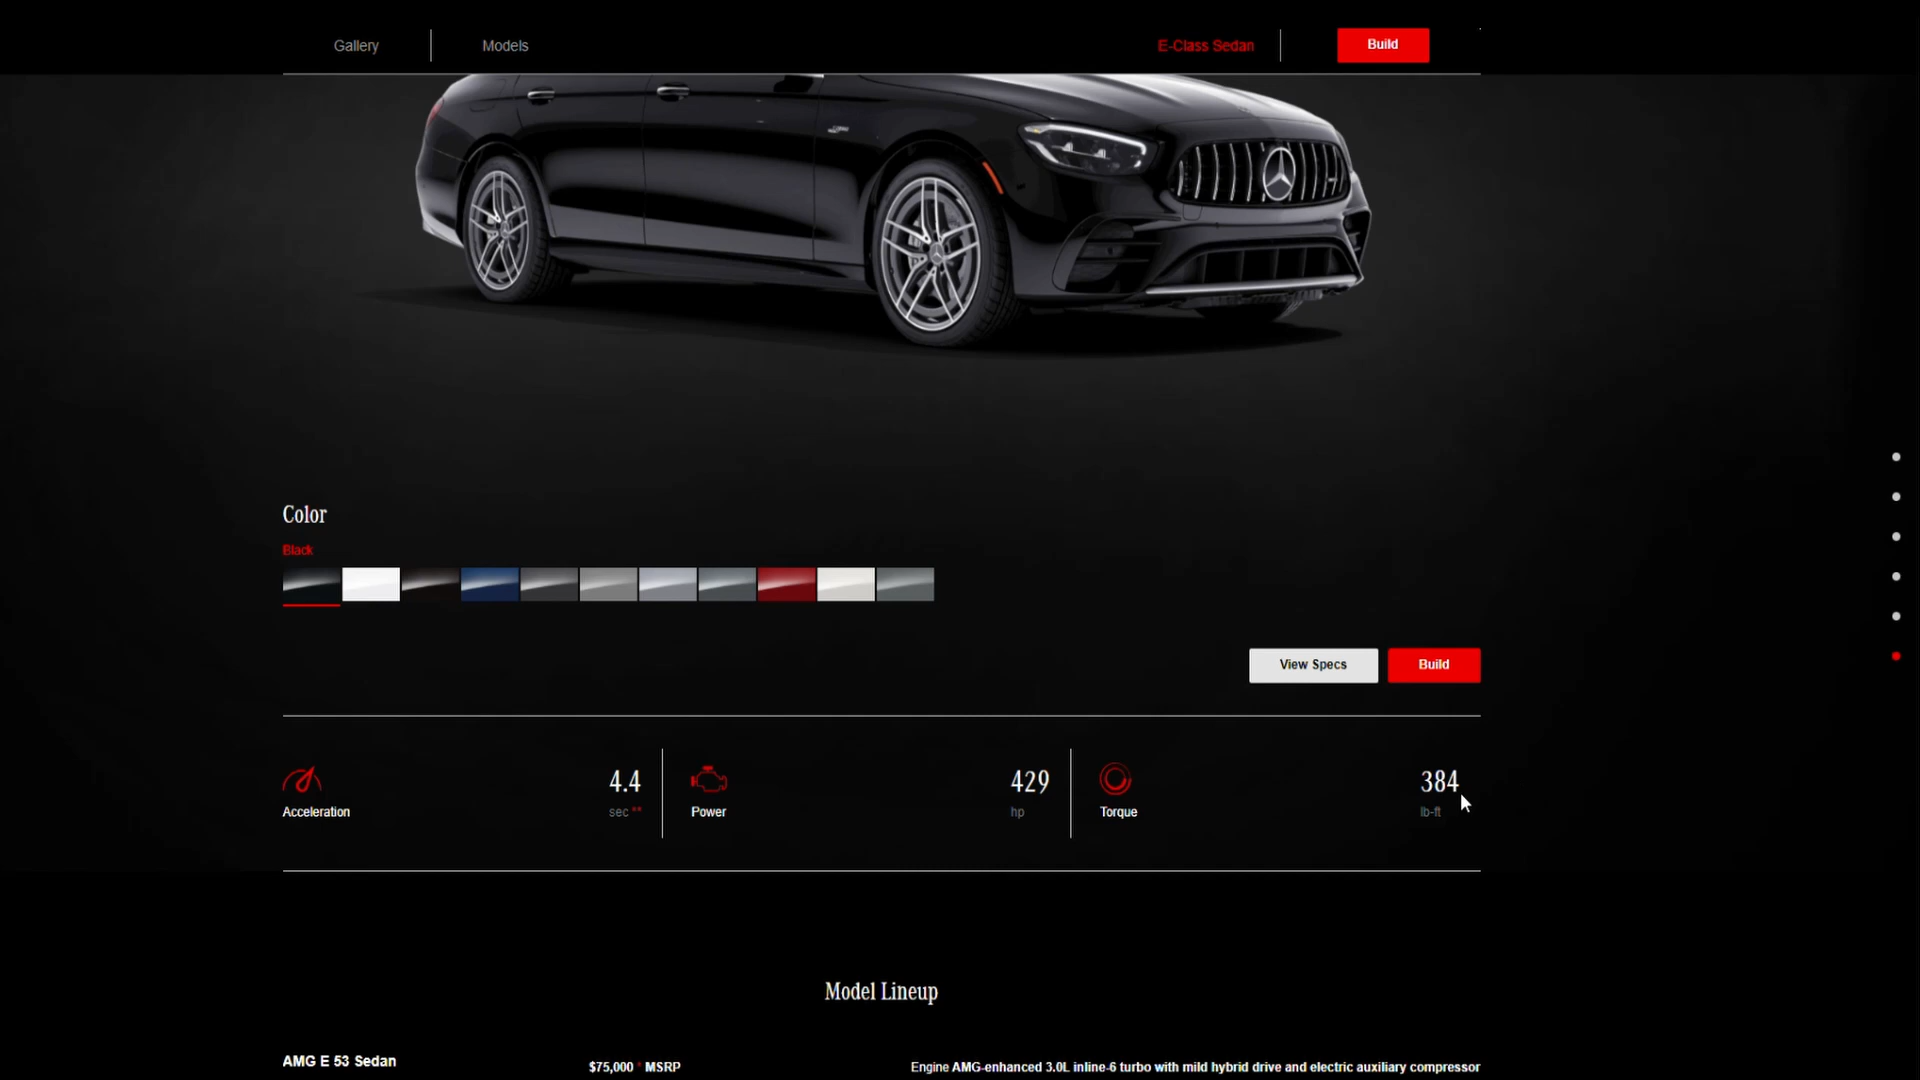 Gallery
Models
E-Class Sedan
Build
Color
Black
View Specs
Build
4.4
429
384
Acceleration
sec **
Power
hp
Torque
lb-ft
Model Lineup
AMG E 53 Sedan
$75,000 * MSRP
Engine AMG-enhanced 3.0L inline-6 turbo with mild hybrid drive and electric auxiliary compressor